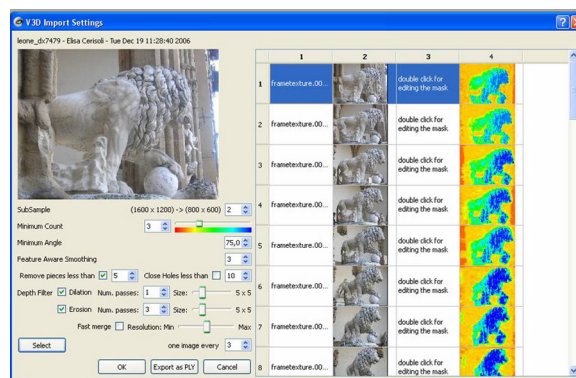 V3D Import Settings
leone_dx7479 - Elisa Cerisoli - Tue Dec 19 11:28:40 2006
SubSample (1600 x 1200) -> (800 x 600) 2
Minimum Count 3
Minimum Angle 75,0
Feature Aware Smoothing 3
Remove pieces less than 5 Close Holes less than 10
Depth Filter Dilation Num. passes: 1 Size: 5 x 5
Erosion Num. passes: 3 Size: 5 x 5
Fast merge Resolution: Min Max
Select one image every 3
OK Export as PLY Cancel
1 2 3 4
1 frametexture.00... double click for
editing the mask
2 frametexture.00... double click for
editing the mask
3 frametexture.00... double click for
editing the mask
4 frametexture.00... double click for
editing the mask
5 frametexture.00... double click for
editing the mask
6 frametexture.00... double click for
editing the mask
7 frametexture.00... double click for
editing the mask
8 frametexture.00... double click for
editing the mask